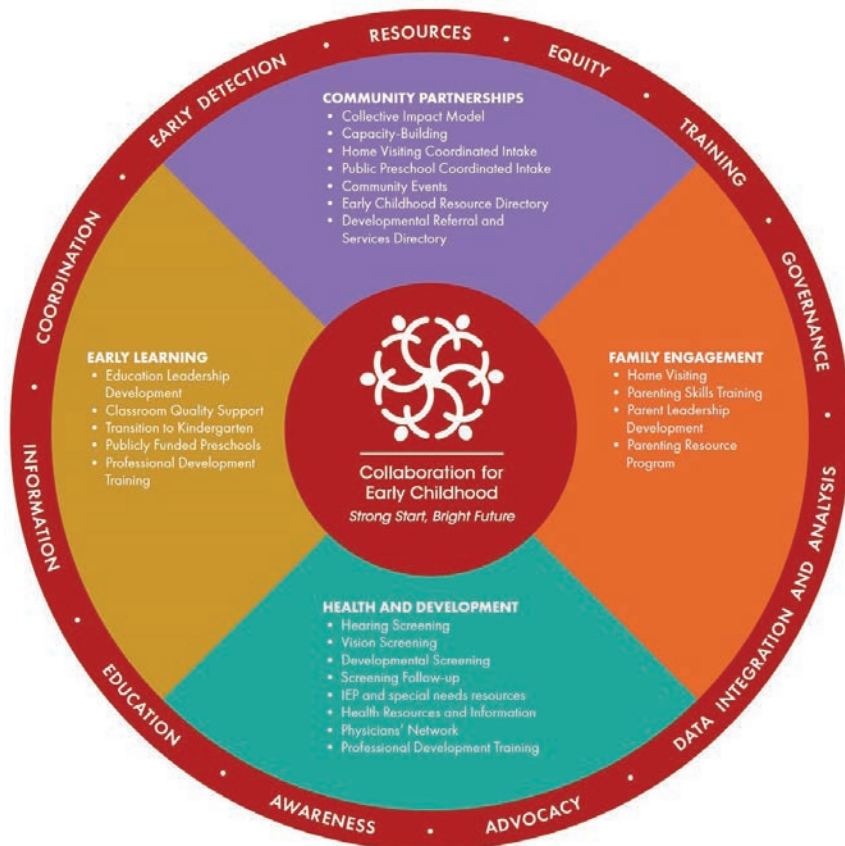 RESOURCES • EQUITY • TRAINING • GOVERNANCE • DATA INTEGRATION AND ANALYSIS • ADVOCACY • AWARENESS • EDUCATION • INFORMATION • COORDINATION • EARLY DETECTION •
COMMUNITY PARTNERSHIPS
• Collective Impact Model
• Capacity-Building
• Home Visiting Coordinated Intake
• Public Preschool Coordinated Intake
• Community Events
• Early Childhood Resource Directory
• Developmental Referral and
Services Directory
EARLY LEARNING
• Education Leadership
Development
• Classroom Quality Support
• Transition to Kindergarten
• Publicly Funded Preschools
• Professional Development
Training
Collaboration for
Early Childhood
Strong Start, Bright Future
FAMILY ENGAGEMENT
• Home Visiting
• Parenting Skills Training
• Parent Leadership
Development
• Parenting Resource
Program
HEALTH AND DEVELOPMENT
• Hearing Screening
• Vision Screening
• Developmental Screening
• Screening Follow-up
• IEP and special needs resources
• Health Resources and Information
• Physicians' Network
• Professional Development Training